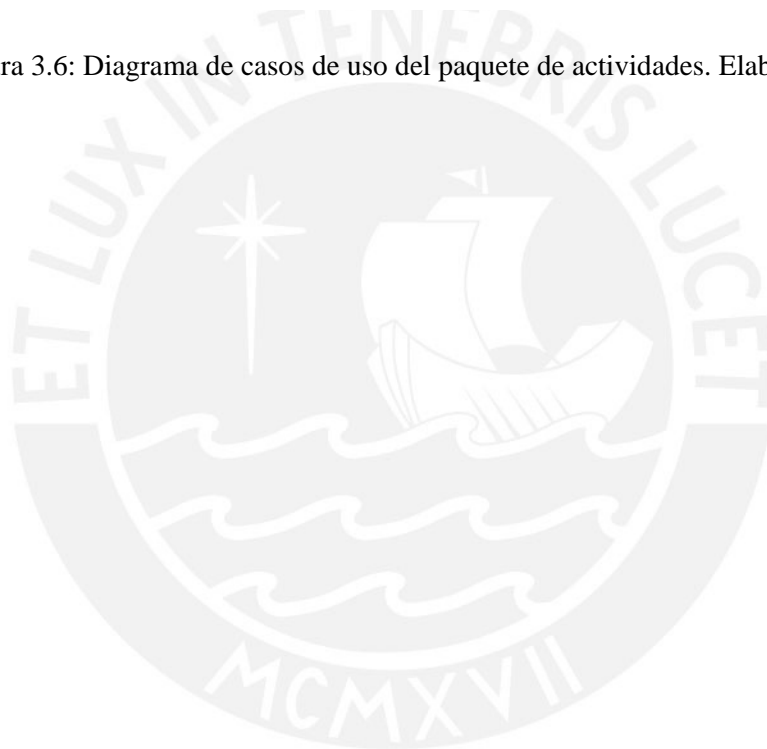 ra 3.6: Diagrama de casos de uso del paquete de actividades. Elab
ET LUX IN TENEBRIS LUCET
MCMXVII